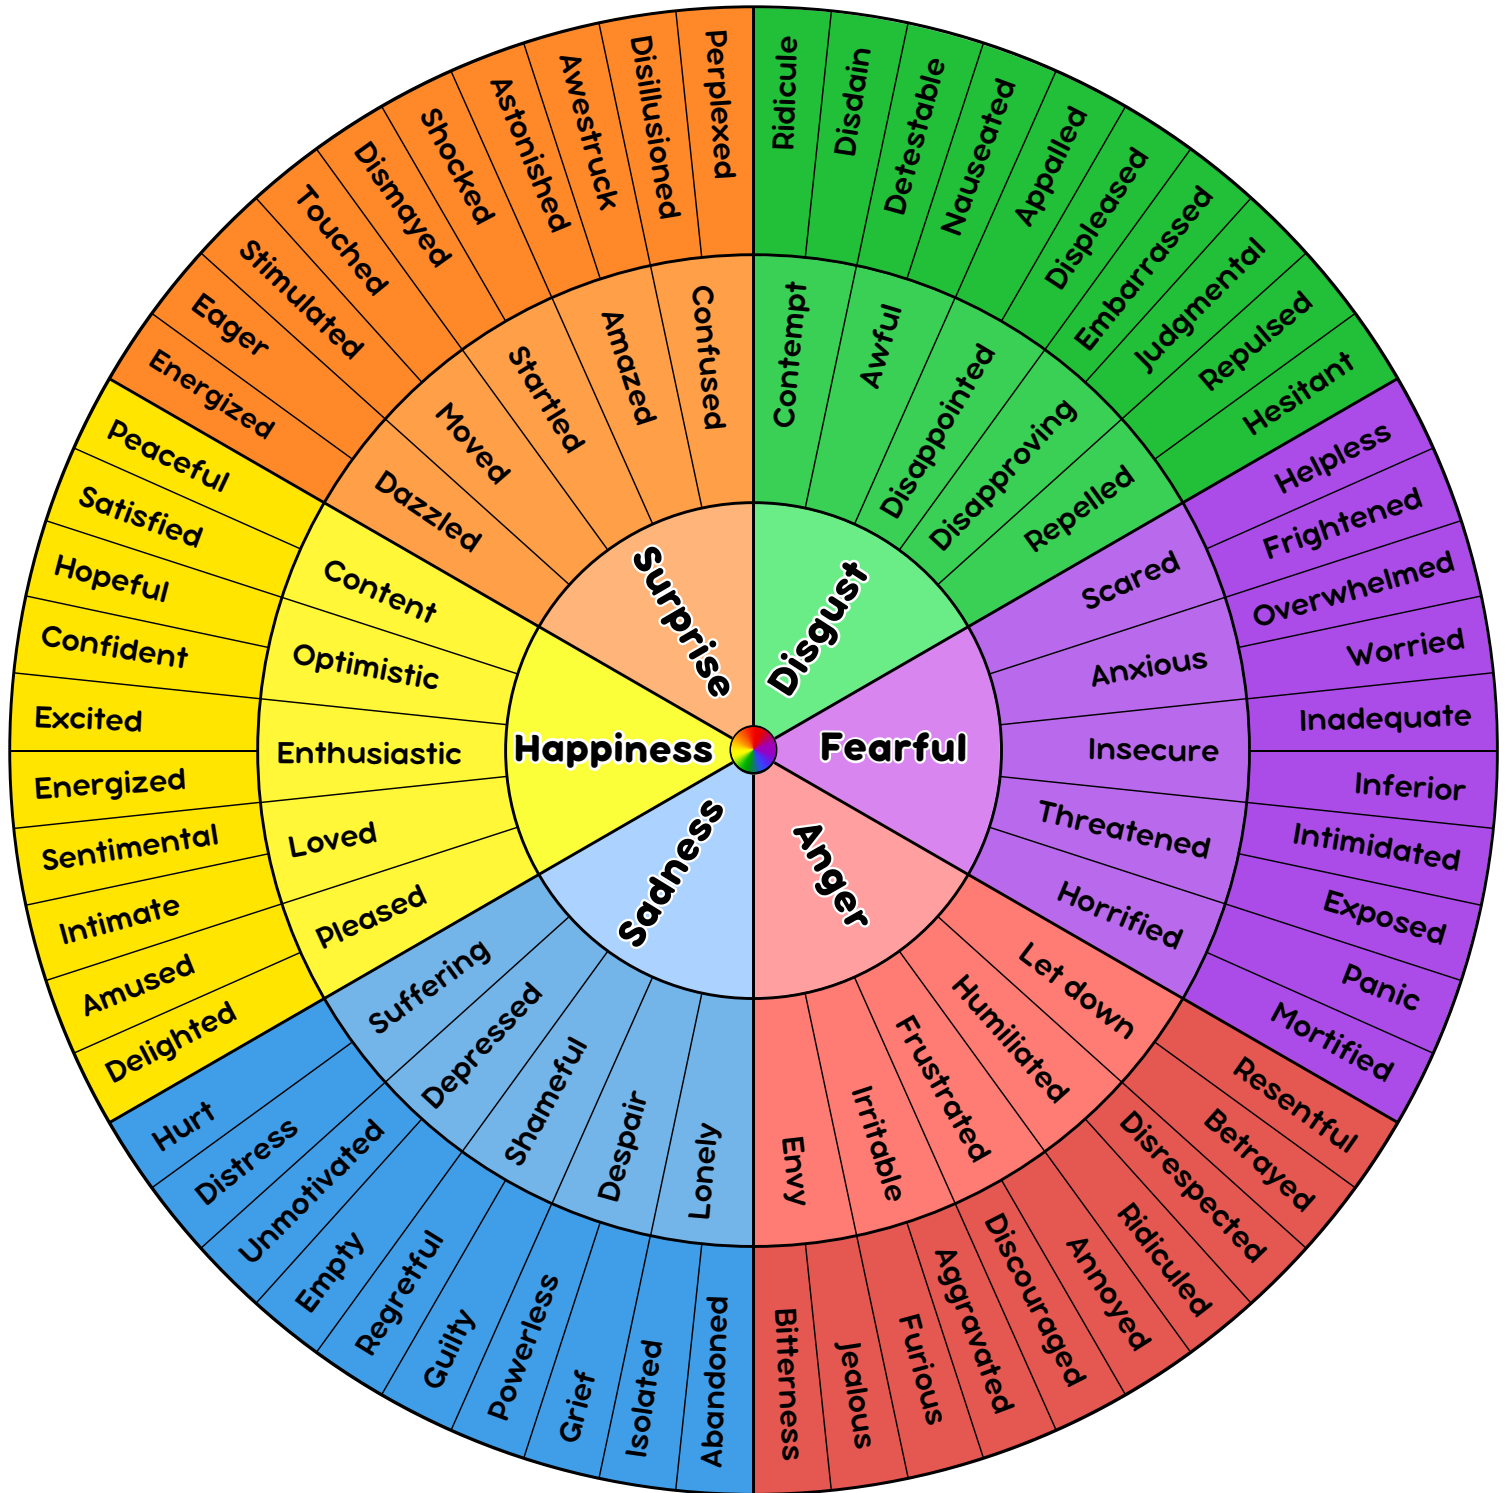 Disgust
Contempt
Awful
Disappointed
Disapproving
Repelled
Ridicule
Disdain
Detestable
Nauseated
Appalled
Displeased
Embarrassed
Judgmental
Repulsed
Hesitant
Fearful
Scared
Anxious
Insecure
Threatened
Horrified
Helpless
Frightened
Overwhelmed
Worried
Inadequate
Inferior
Intimidated
Exposed
Panic
Mortified
Anger
Let down
Humiliated
Frustrated
Irritable
Envy
Resentful
Betrayed
Disrespected
Ridiculed
Annoyed
Discouraged
Aggravated
Furious
Jealous
Bitterness
Sadness
Lonely
Despair
Shameful
Depressed
Suffering
Abandoned
Isolated
Grief
Powerless
Guilty
Regretful
Empty
Unmotivated
Distress
Hurt
Happiness
Pleased
Loved
Enthusiastic
Optimistic
Content
Delighted
Amused
Intimate
Sentimental
Energized
Excited
Confident
Hopeful
Satisfied
Peaceful
Surprise
Dazzled
Moved
Startled
Amazed
Confused
Energized
Eager
Stimulated
Touched
Dismayed
Shocked
Astonished
Awestruck
Disillusioned
Perplexed